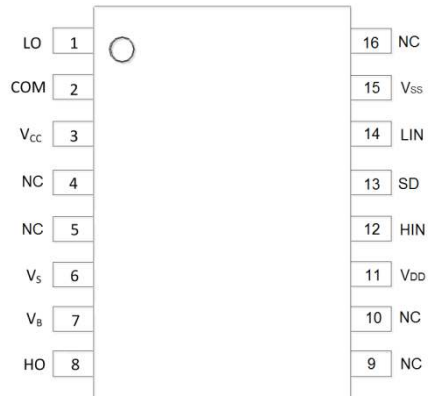 LO 1 16 NC
COM 2 15 VSS
VCC 3 14 LIN
NC 4 13 SD
NC 5 12 HIN
VS 6 11 VDD
VB 7 10 NC
HO 8 9 NC